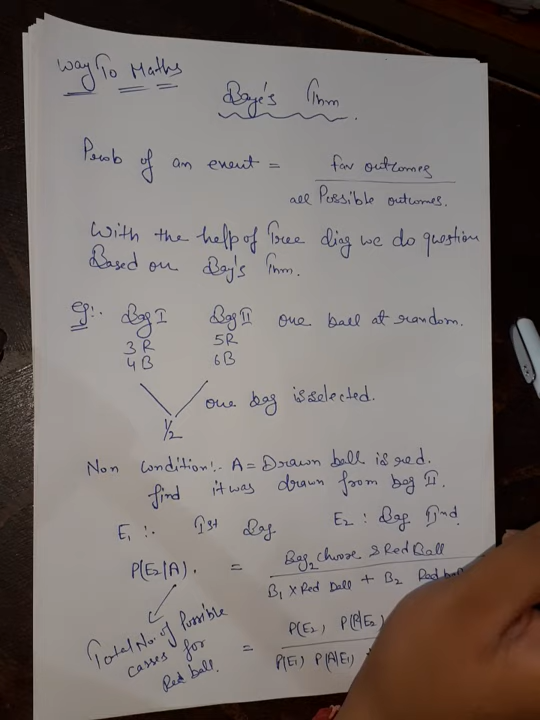 Way To Maths
Baye's Thm.
Prob of an event = fav outcomes
all Possible outcomes.
With the help of Tree diag we do question
Based on Bay's Thm.
eg:. Bag I Bag II one ball at random.
3R 5R
4B 6B
one bag is selected.
1/2
Non Condition:. A = Drawn ball is red.
find it was drawn from bag II.
E1 :. Ist Bag E2 : Bag IInd
P(E2/A). = Bag2 choose & Red Ball
B1 x Red ball + B2 Red ball
Total No. of Possible
casses for
Red ball.
= P(E2) P(A|E2)
P(E1) P(A|E1)